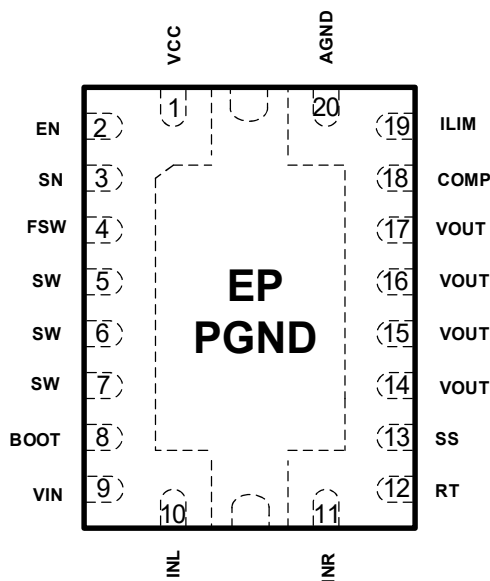 VCC
AGND
1
20
EN 2
19 ILIM
SN 3
18 COMP
FSW 4
17 VOUT
SW 5
16 VOUT
EP
PGND
SW 6
15 VOUT
SW 7
14 VOUT
BOOT 8
13 SS
VIN 9
12 RT
10
11
INL
INR